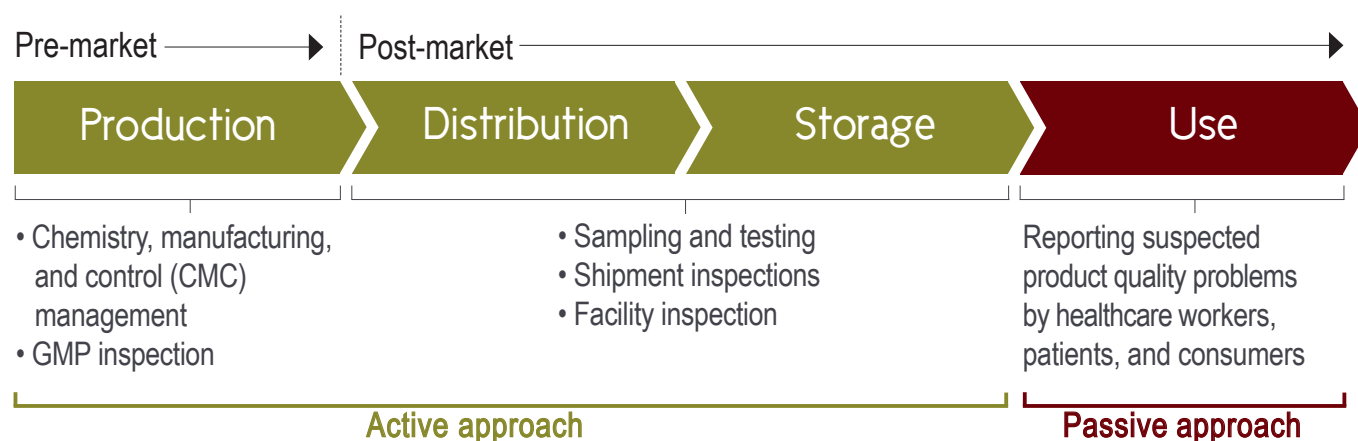 Pre-market
Post-market
Production
Distribution
Storage
Use
• Chemistry, manufacturing,
and control (CMC)
management
• GMP inspection
• Sampling and testing
• Shipment inspections
• Facility inspection
Reporting suspected
product quality problems
by healthcare workers,
patients, and consumers
Active approach
Passive approach